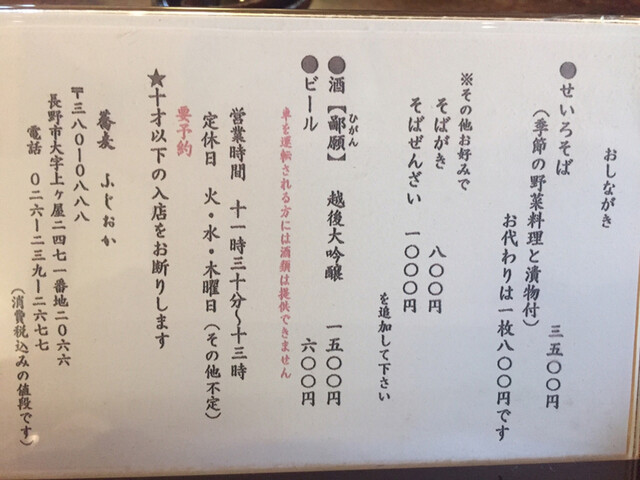 おしながき
●せいろそば 三五〇〇円
(季節の野菜料理と漬物付)
お代わりは一枚八〇〇円です
※その他お好みで
そばがき 八〇〇円
そばぜんざい 一〇〇〇円
を追加して下さい
●酒【鄙願】 越後大吟醸 一五〇〇円
ひがん
●ビール 六〇〇円
車を運転される方には酒類は提供できません
営業時間 十一時三十分~十三時
定休日 火・水・木曜日(その他不定)
要予約
★十才以下の入店をお断りします
蕎麦 ふじおか
〒三八〇-〇八八八
長野市大字上ヶ屋二四七一番地二〇六六
電話 〇二六-二三九-二六七七
(消費税込みの値段です)